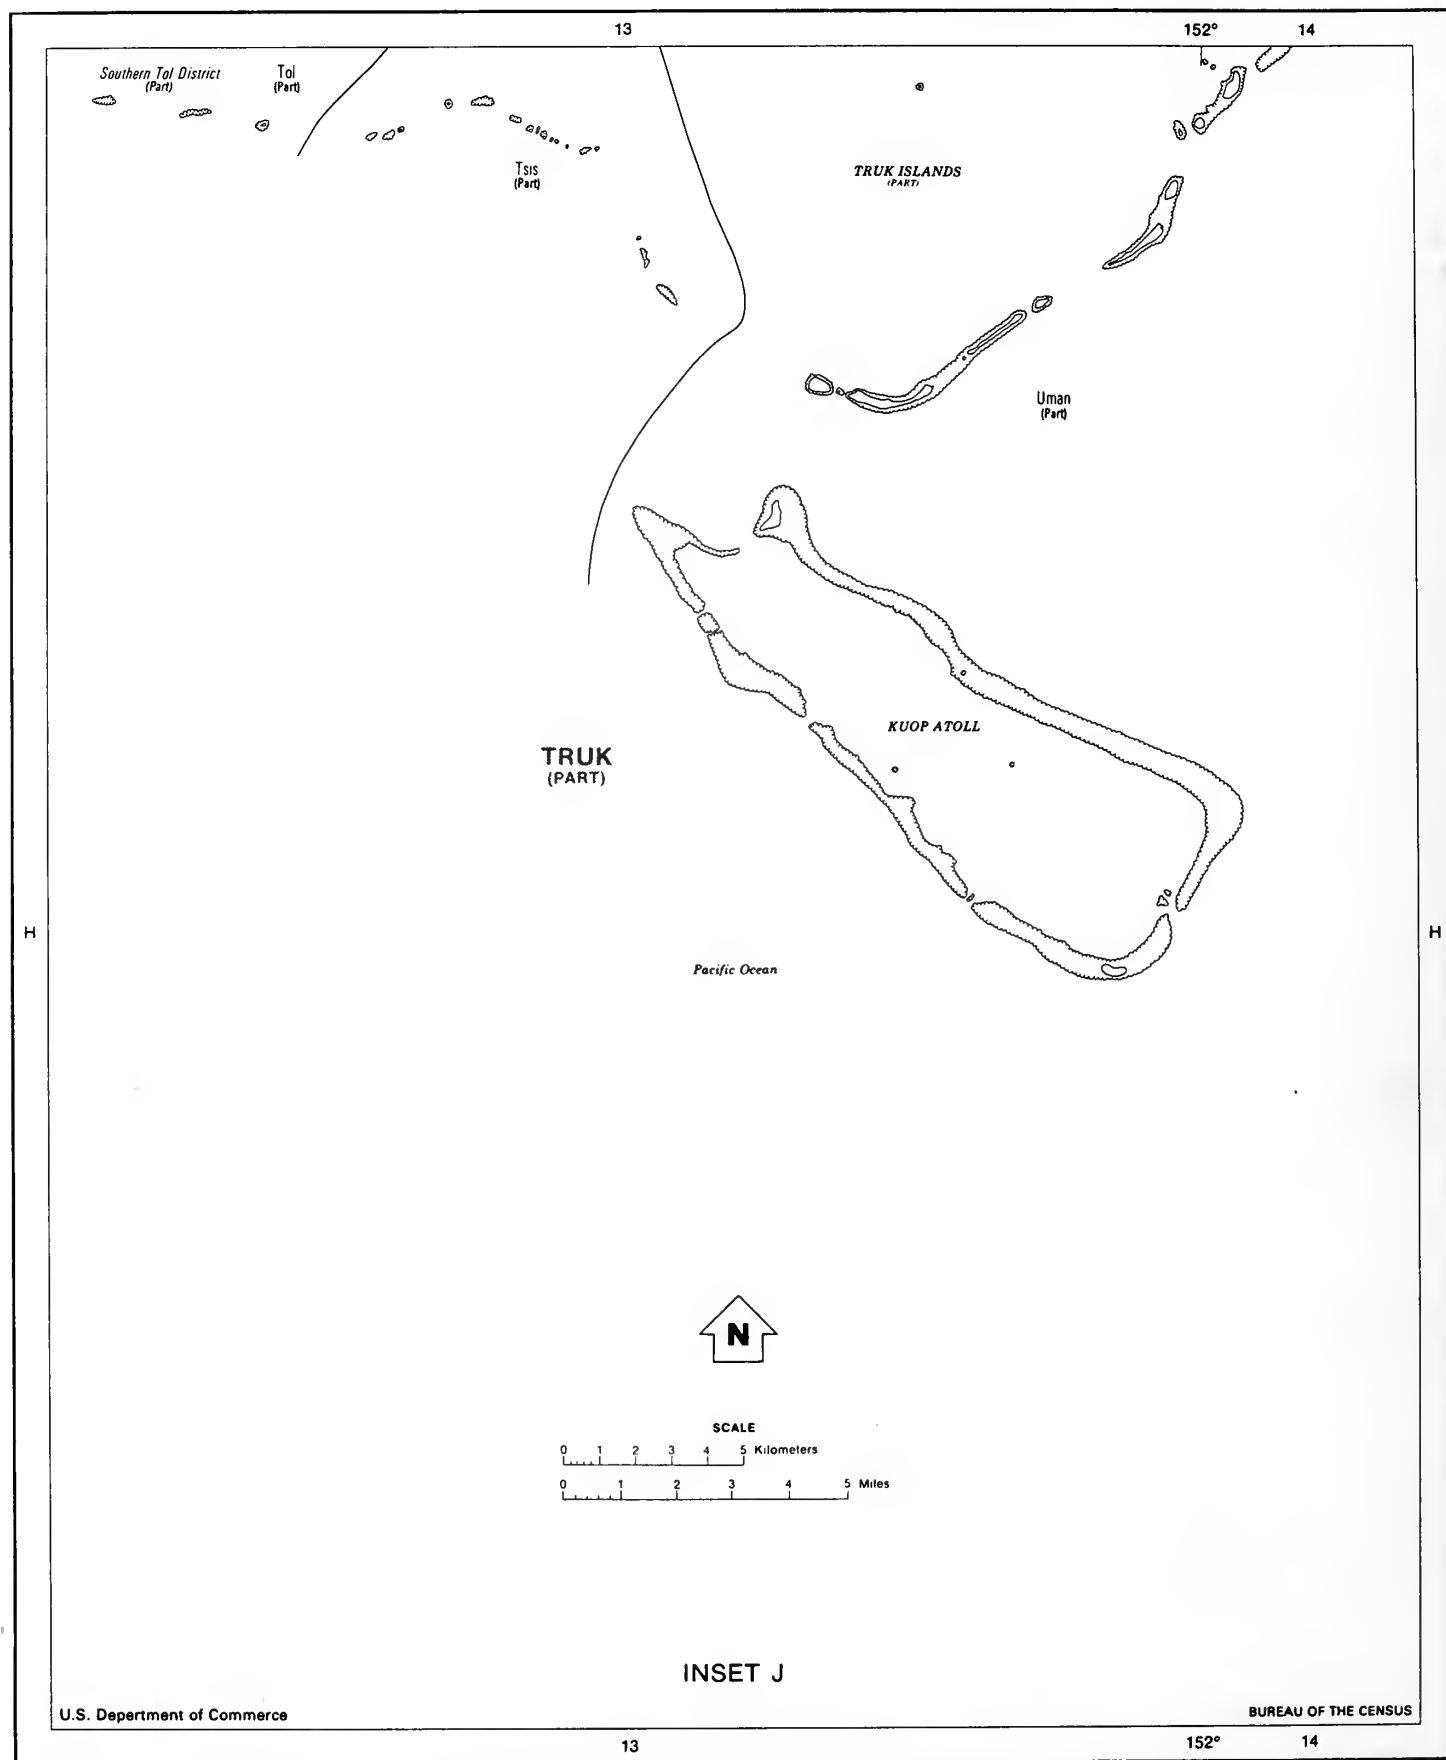 13 152° 14
Southern Tol District
(Part)
Tol
(Part)
Tsis
(Part)
TRUK ISLANDS
(PART)
Uman
(Part)
KUOP ATOLL
TRUK
(PART)
H H
Pacific Ocean
N
SCALE
0 1 2 3 4 5 Kilometers
0 1 2 3 4 5 Miles
INSET J
U.S. Department of Commerce BUREAU OF THE CENSUS
13 152° 14